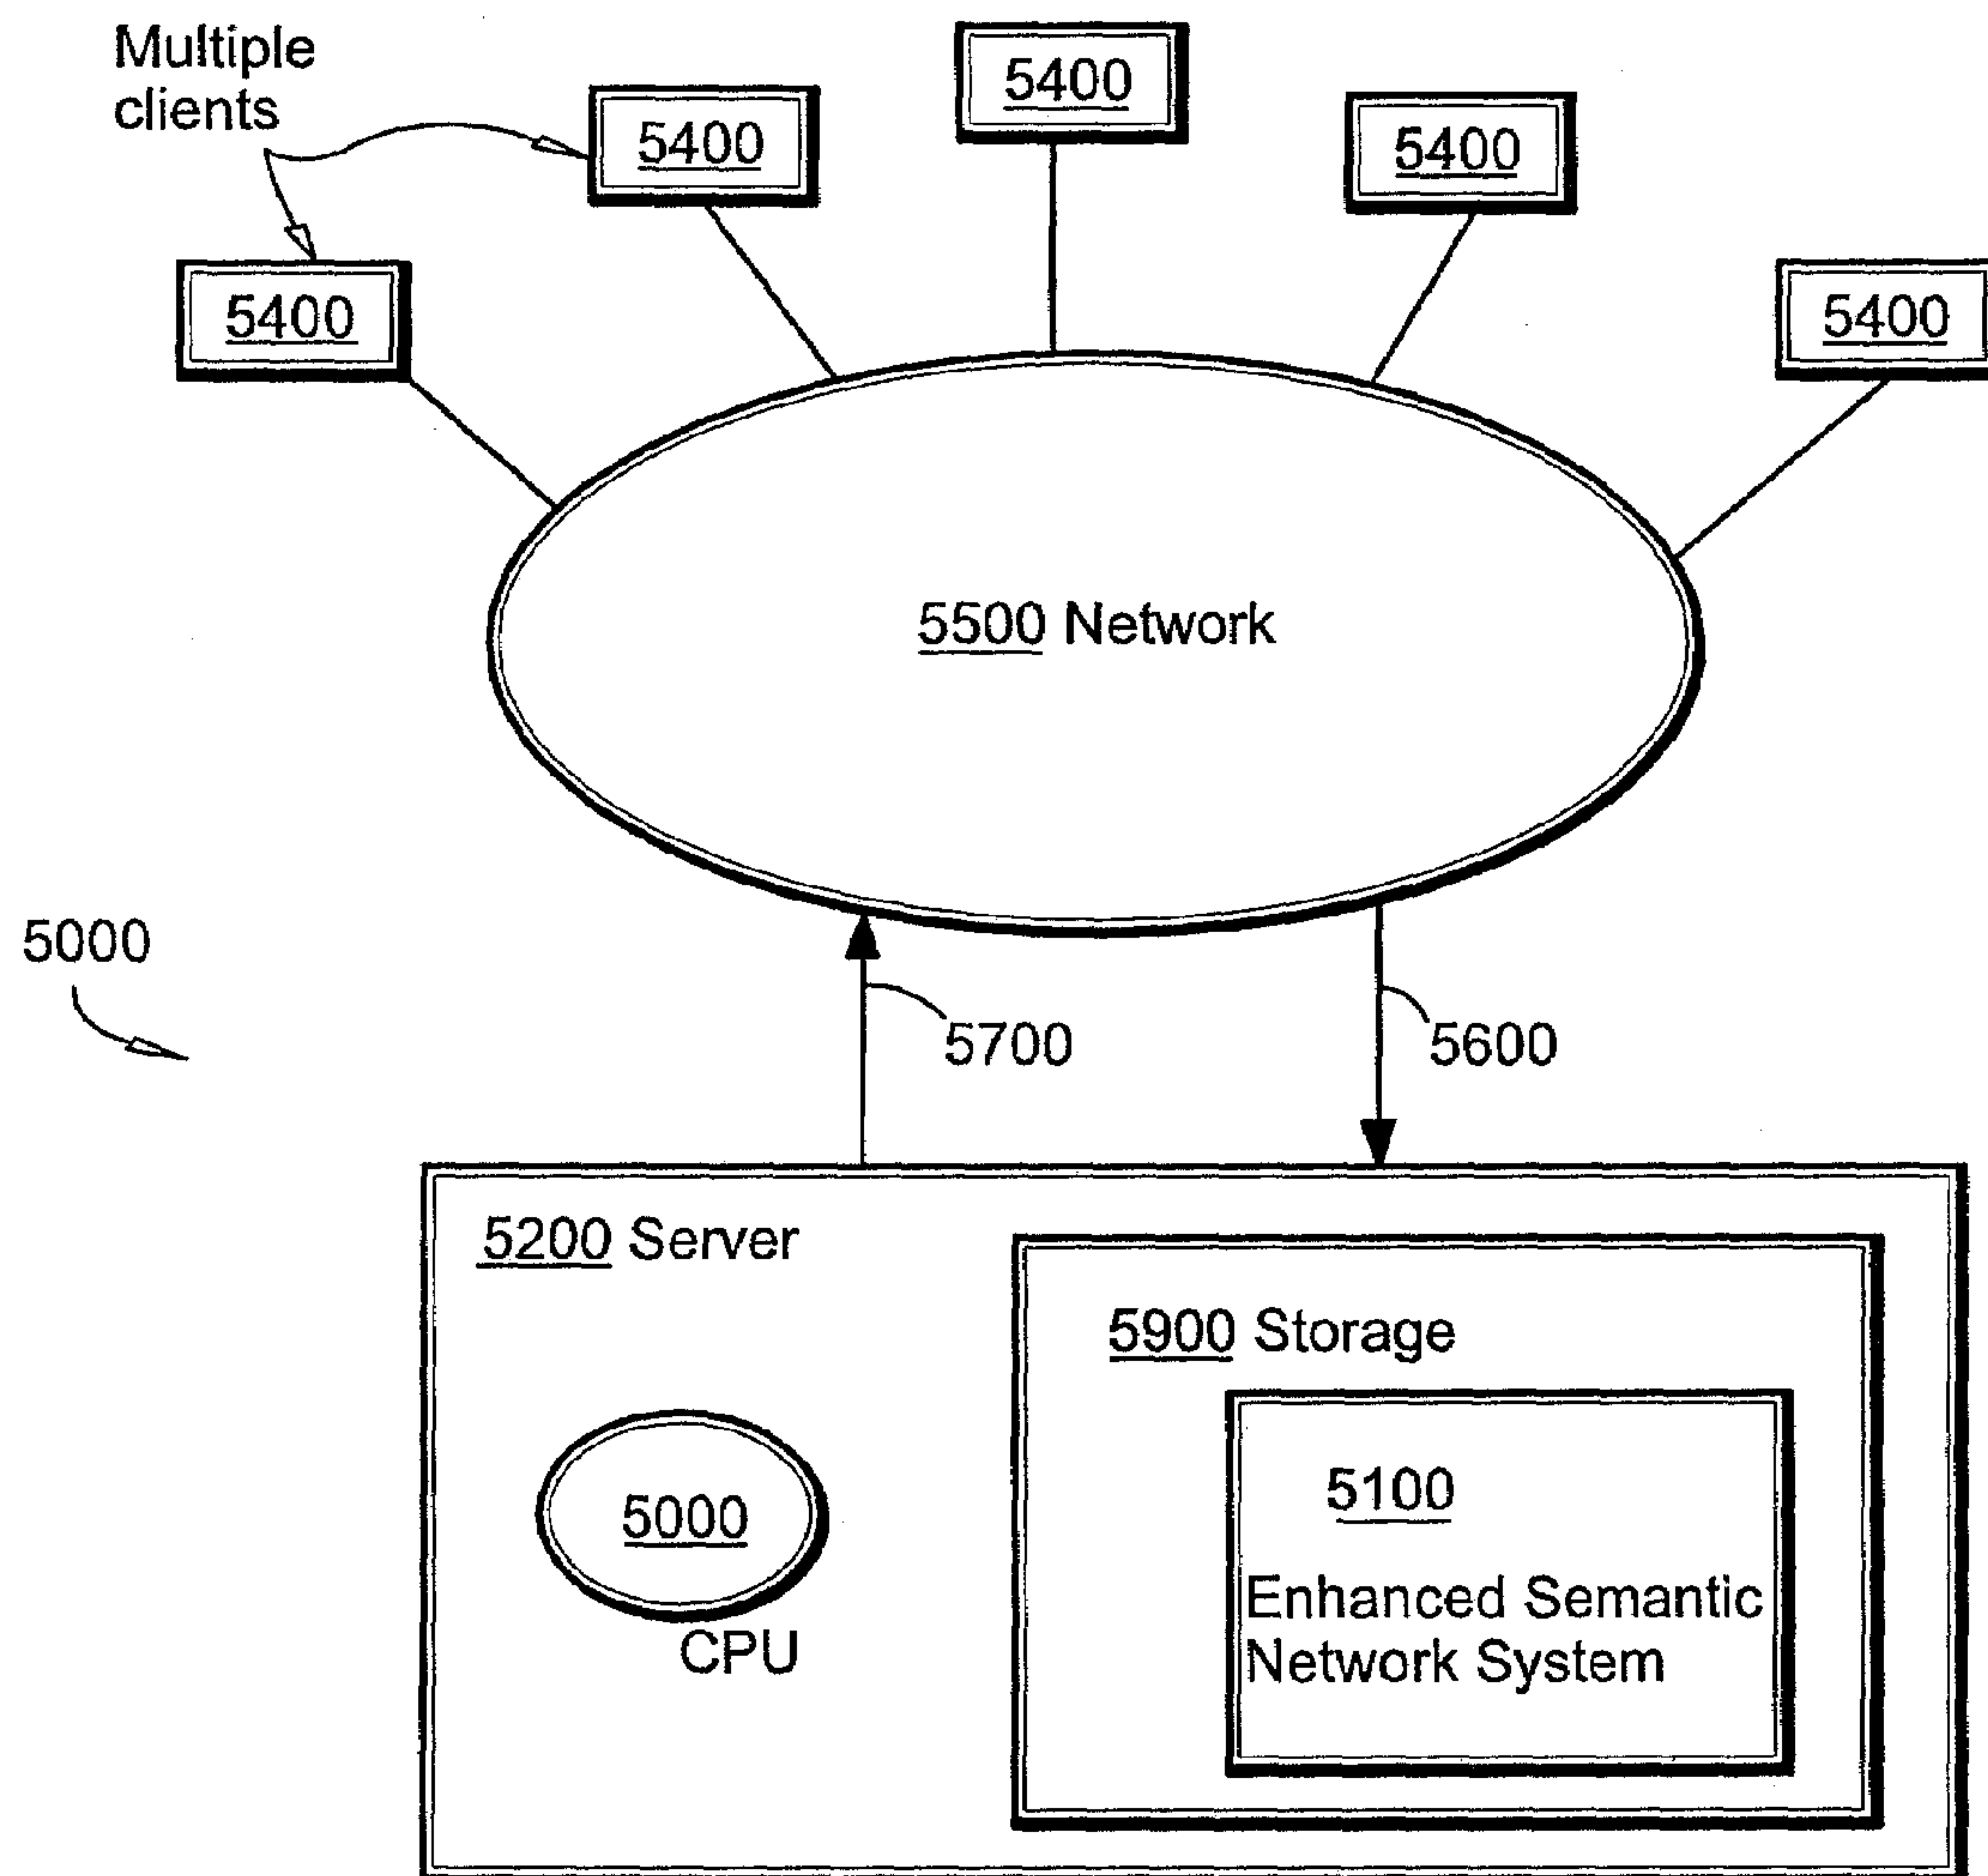 Multiple
clients
5400
5400
5400
5400
5400
5500 Network
5000
5700
5600
5200 Server
5900 Storage
5000
CPU
5100
Enhanced Semantic
Network System